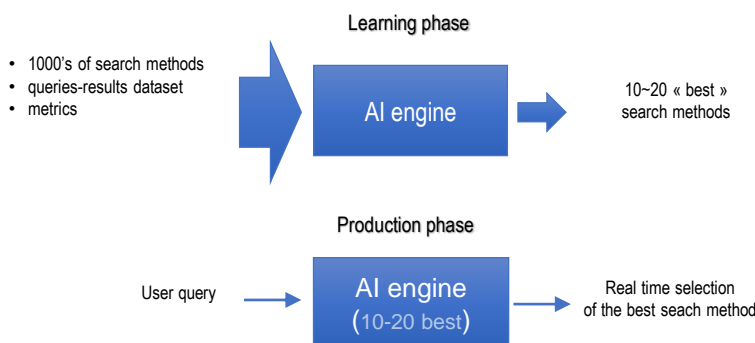 Learning phase
• 1000's of search methods
• queries-results dataset
• metrics
AI engine
10~20 « best »
search methods
Production phase
User query
AI engine
(10-20 best)
Real time selection
of the best seach method